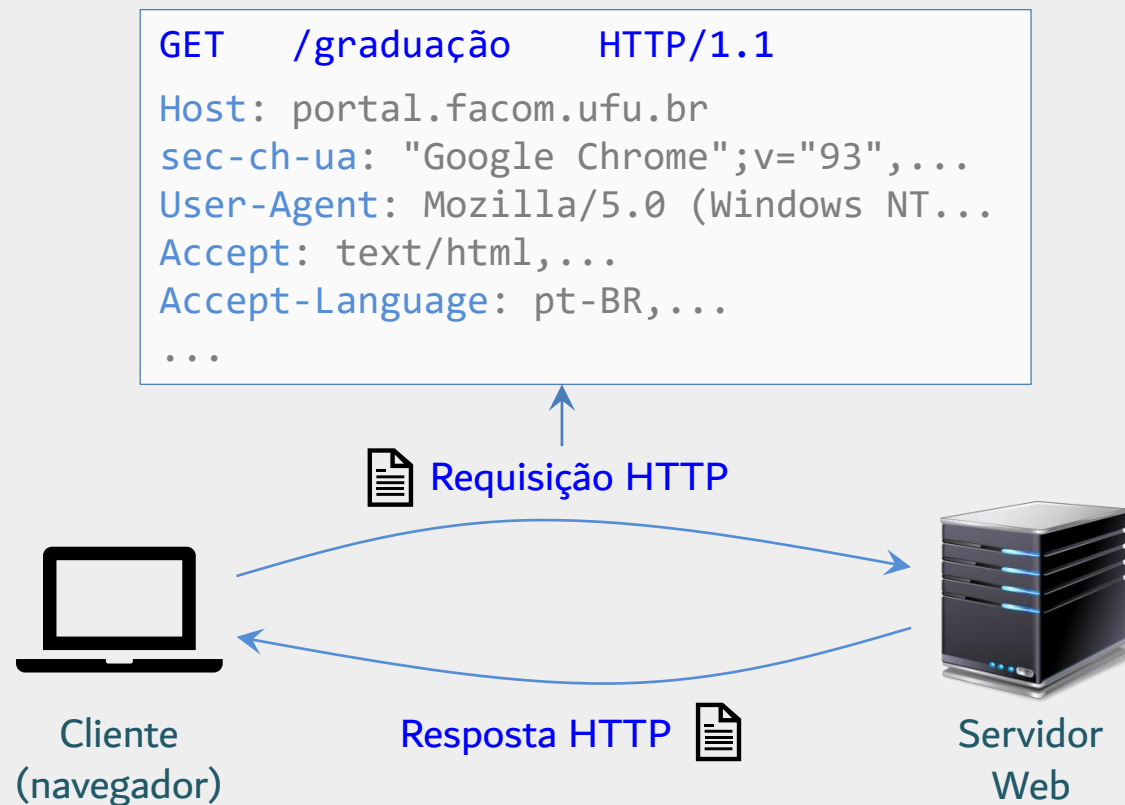 GET /graduação HTTP/1.1
Host: portal.facom.ufu.br
sec-ch-ua: "Google Chrome";v="93",...
User-Agent: Mozilla/5.0 (Windows NT...
Accept: text/html,...
Accept-Language: pt-BR,...
...
Requisição HTTP
Resposta HTTP
Cliente
(navegador)
Servidor
Web